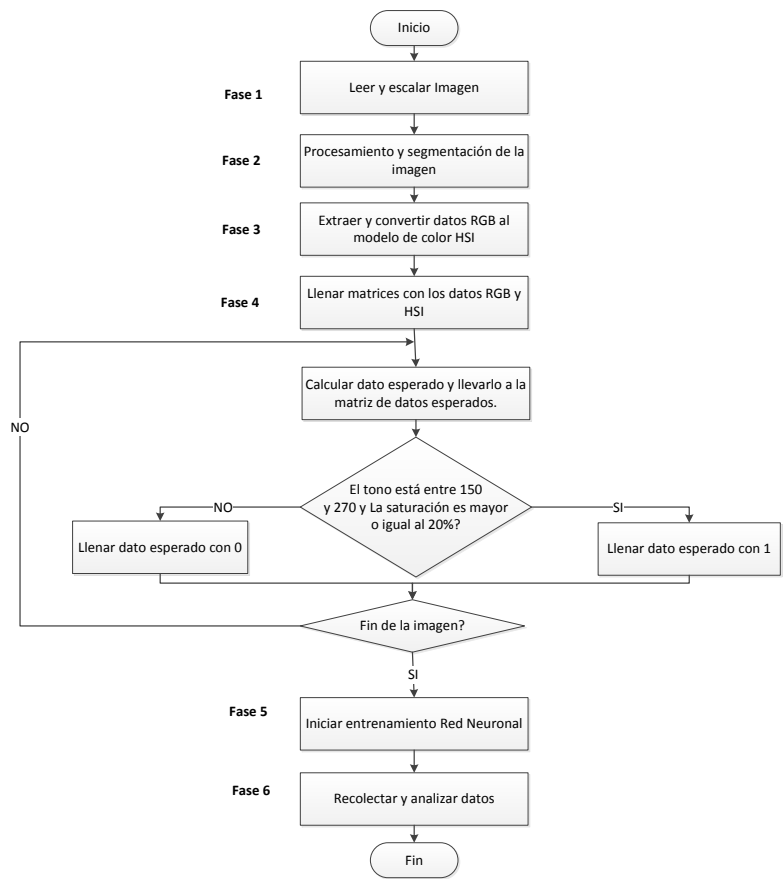 Inicio
Fase 1
Leer y escalar Imagen
Fase 2
Procesamiento y segmentación de la
imagen
Fase 3
Extraer y convertir datos RGB al
modelo de color HSI
Fase 4
Llenar matrices con los datos RGB y
HSI
Calcular dato esperado y llevarlo a la
matriz de datos esperados.
NO
El tono está entre 150
y 270 y La saturación es mayor
o igual al 20%?
NO
SI
Llenar dato esperado con 0
Llenar dato esperado con 1
Fin de la imagen?
SI
Fase 5
Iniciar entrenamiento Red Neuronal
Fase 6
Recolectar y analizar datos
Fin